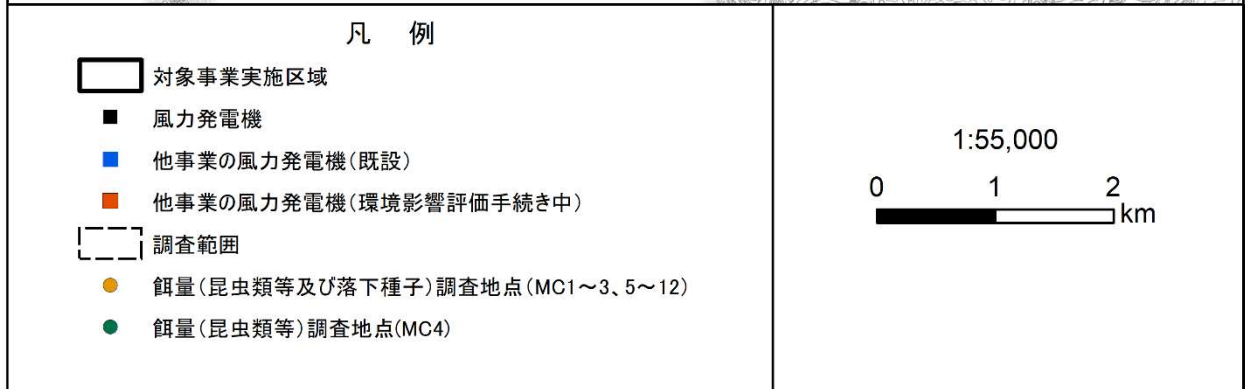 凡 例
対象事業実施区域
風力発電機
他事業の風力発電機(既設)
他事業の風力発電機(環境影響評価手続き中)
調査範囲
餌量(昆虫類等及び落下種子)調査地点(MC1～3、5～12)
餌量(昆虫類等)調査地点(MC4)
1:55,000
0 1 2
km